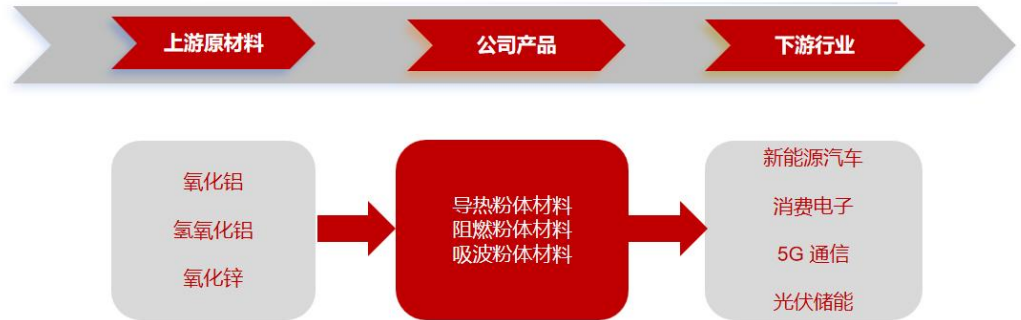 上游原材料
公司产品
下游行业
氧化铝
氢氧化铝
氧化锌
导热粉体材料
阻燃粉体材料
吸波粉体材料
新能源汽车
消费电子
5G 通信
光伏储能